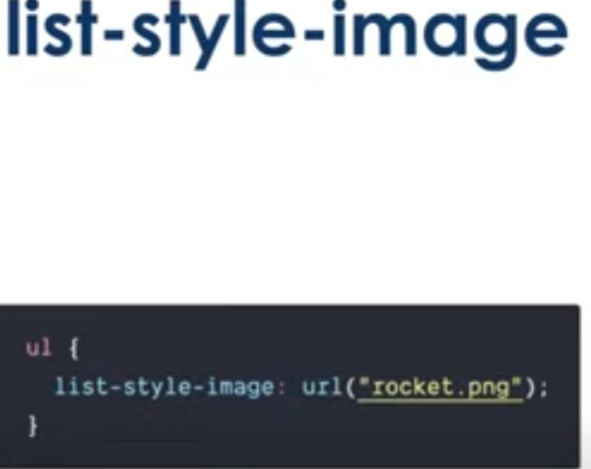 list-style-image
ul {
list-style-image: url("rocket.png");
}